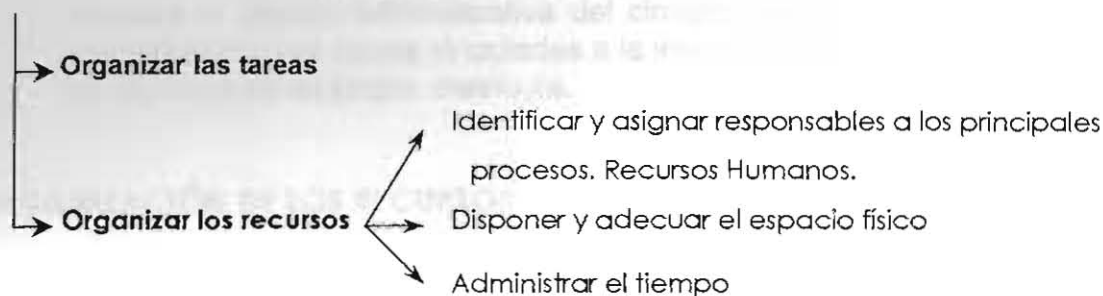 Organizar las tareas
Identificar y asignar responsables a los principales
procesos. Recursos Humanos.
Organizar los recursos
Disponer y adecuar el espacio físico
Administrar el tiempo